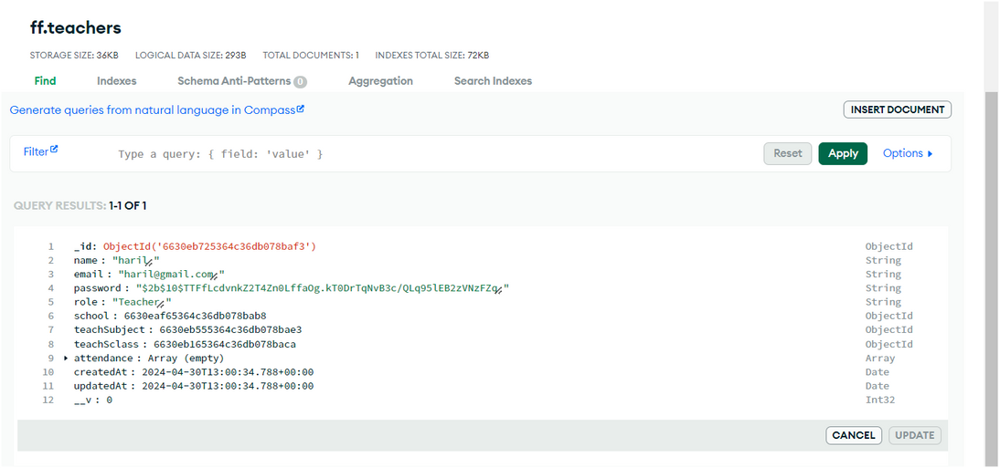 ff.teachers
STORAGE SIZE: 36KB LOGICAL DATA SIZE: 293B TOTAL DOCUMENTS: 1 INDEXES TOTAL SIZE: 72KB
Find Indexes Schema Anti-Patterns 0 Aggregation Search Indexes
Generate queries from natural language in Compass INSERT DOCUMENT
Filter Type a query: { field: 'value' } Reset Apply Options
QUERY RESULTS: 1-1 OF 1
1 _id: ObjectId('6630eb725364c36db078baf3') ObjectId
2 name : "haril" String
3 email : "haril@gmail.com" String
4 password : "$2b$10$TTFfLcdvnkZ2T4Zn0LffaOg.kT0DrTqNvB3c/QLq95lEB2zVNzFZq" String
5 role : "Teacher" String
6 school : 6630eaf65364c36db078bab8 ObjectId
7 teachSubject : 6630eb555364c36db078bae3 ObjectId
8 teachSclass : 6630eb165364c36db078baca ObjectId
9 attendance : Array (empty) Array
10 createdAt : 2024-04-30T13:00:34.788+00:00 Date
11 updatedAt : 2024-04-30T13:00:34.788+00:00 Date
12 __v : 0 Int32
CANCEL UPDATE